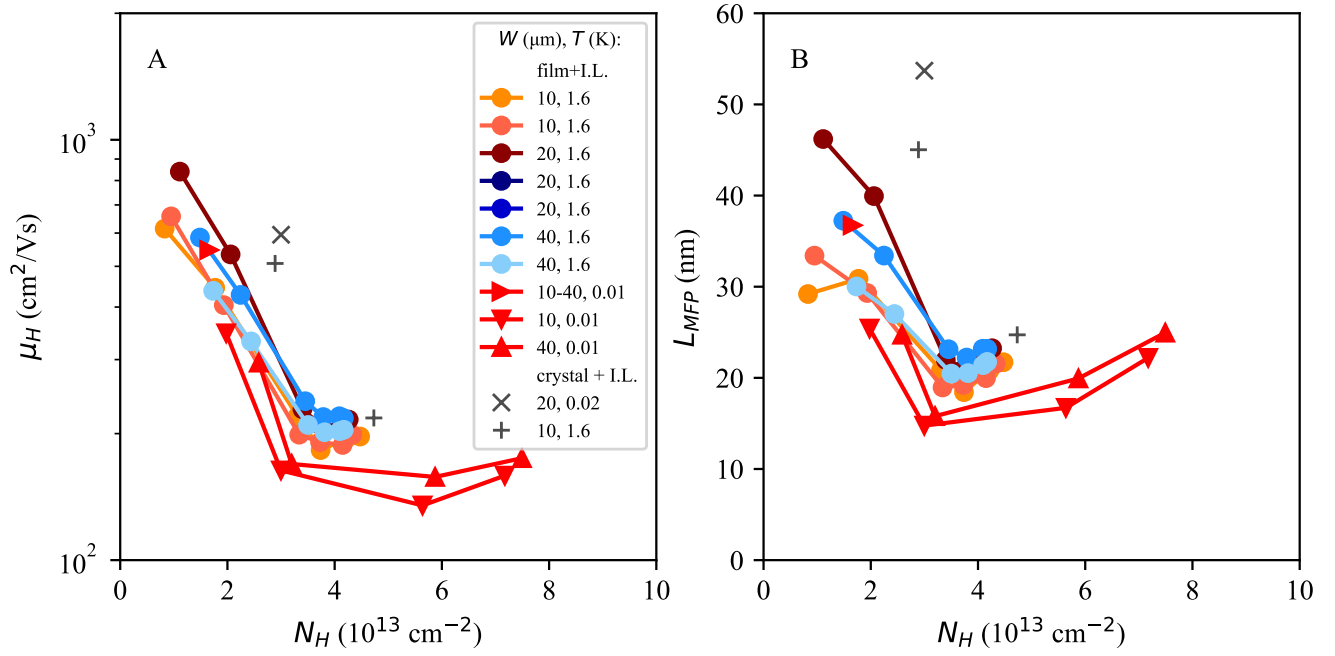 A
10³
10²
μ_H (cm²/Vs)
0 2 4 6 8 10
N_H (10¹³ cm⁻²)
W (μm), T (K):
film+I.L.
10, 1.6
10, 1.6
20, 1.6
20, 1.6
20, 1.6
40, 1.6
40, 1.6
10-40, 0.01
10, 0.01
40, 0.01
crystal + I.L.
20, 0.02
10, 1.6
B
60
50
40
30
20
10
0
L_MFP (nm)
0 2 4 6 8 10
N_H (10¹³ cm⁻²)